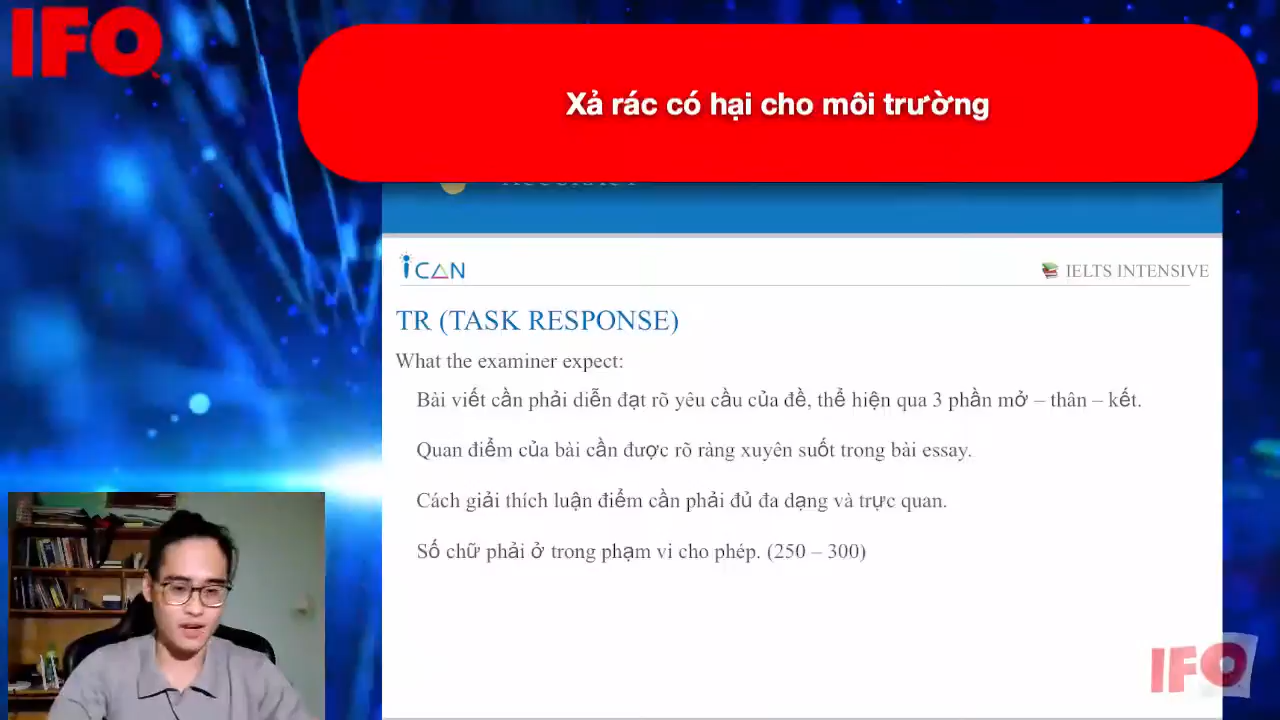 IFO
Xả rác có hại cho môi trường
iCAN
IELTS INTENSIVE
TR (TASK RESPONSE)
What the examiner expect:
Bài viết cần phải diễn đạt rõ yêu cầu của đề, thể hiện qua 3 phần mở – thân – kết.
Quan điểm của bài cần được rõ ràng xuyên suốt trong bài essay.
Cách giải thích luận điểm cần phải đủ đa dạng và trực quan.
Số chữ phải ở trong phạm vi cho phép. (250 – 300)
IFO